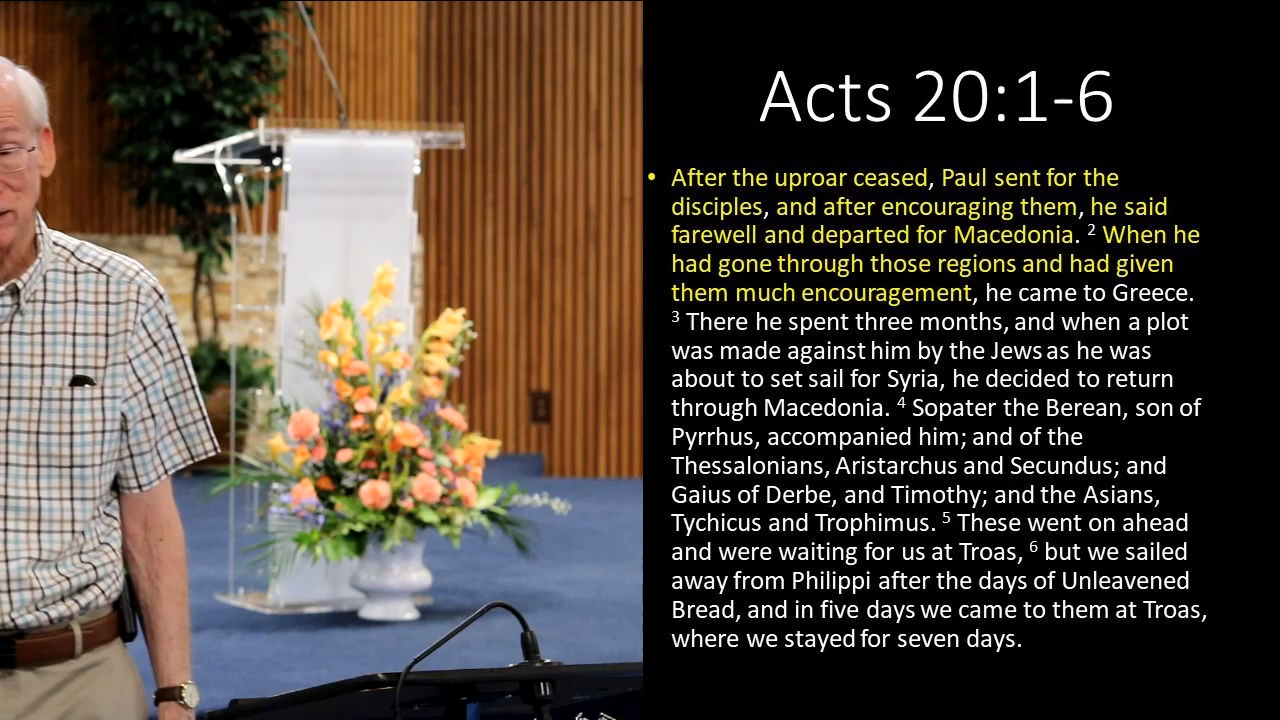 Acts 20:1-6
• After the uproar ceased, Paul sent for the
disciples, and after encouraging them, he said
farewell and departed for Macedonia. ² When he
had gone through those regions and had given
them much encouragement, he came to Greece.
³ There he spent three months, and when a plot
was made against him by the Jews as he was
about to set sail for Syria, he decided to return
through Macedonia. ⁴ Sopater the Berean, son of
Pyrrhus, accompanied him; and of the
Thessalonians, Aristarchus and Secundus; and
Gaius of Derbe, and Timothy; and the Asians,
Tychicus and Trophimus. ⁵ These went on ahead
and were waiting for us at Troas, ⁶ but we sailed
away from Philippi after the days of Unleavened
Bread, and in five days we came to them at Troas,
where we stayed for seven days.